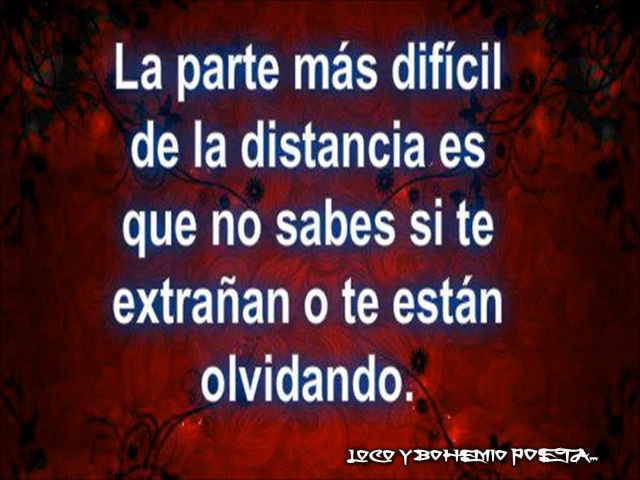 La parte más difícil
de la distancia es
que no sabes si te
extrañan o te están
olvidando.
LOCO Y BOHEMIO POETA...